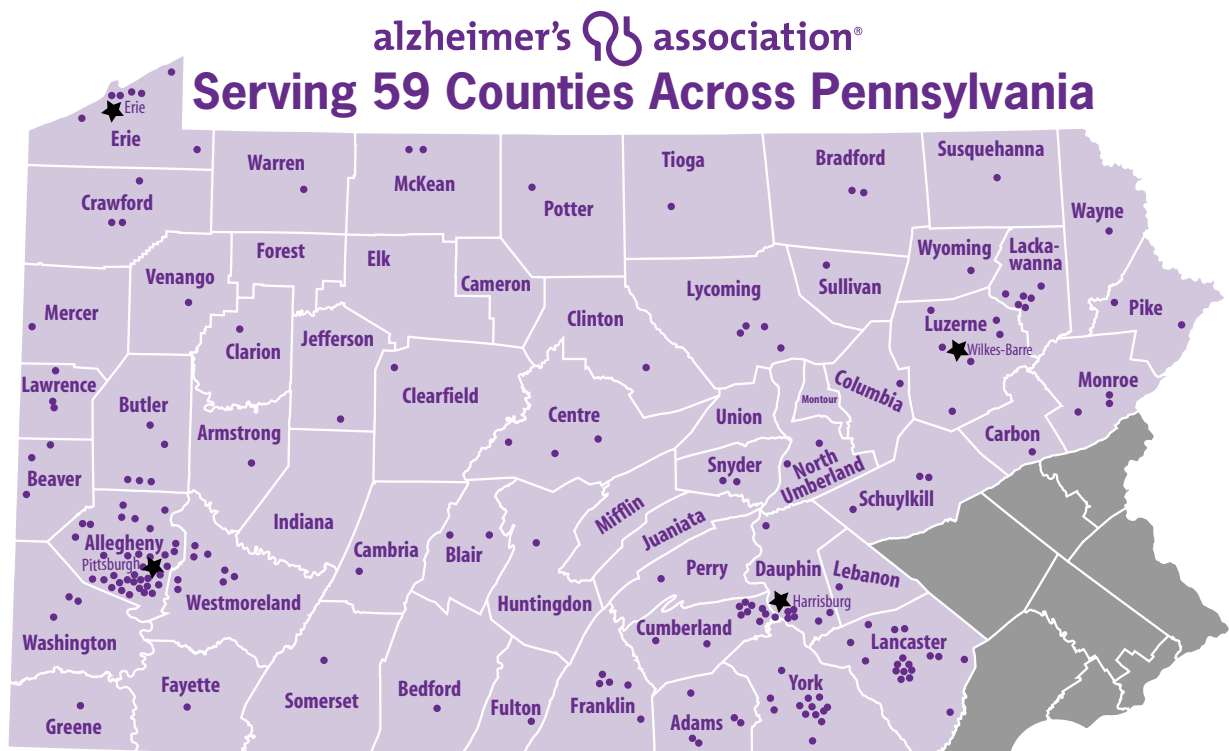 alzheimer's association®
Serving 59 Counties Across Pennsylvania
Erie
Erie
Warren
McKean
Potter
Tioga
Bradford
Susquehanna
Crawford
Wayne
Forest
Elk
Wyoming
Lacka-
wanna
Venango
Cameron
Lycoming
Sullivan
Mercer
Pike
Clarion
Jefferson
Clinton
Luzerne
Wilkes-Barre
Lawrence
Butler
Clearfield
Centre
Union
Montour
Columbia
Monroe
Armstrong
Carbon
Beaver
Snyder
North
Umberland
Schuylkill
Indiana
Mifflin
Juaniata
Allegheny
Pittsburgh
Cambria
Blair
Perry
Dauphin
Lebanon
Westmoreland
Huntingdon
Harrisburg
Washington
Cumberland
Lancaster
Fayette
Somerset
Bedford
Fulton
Franklin
York
Greene
Adams